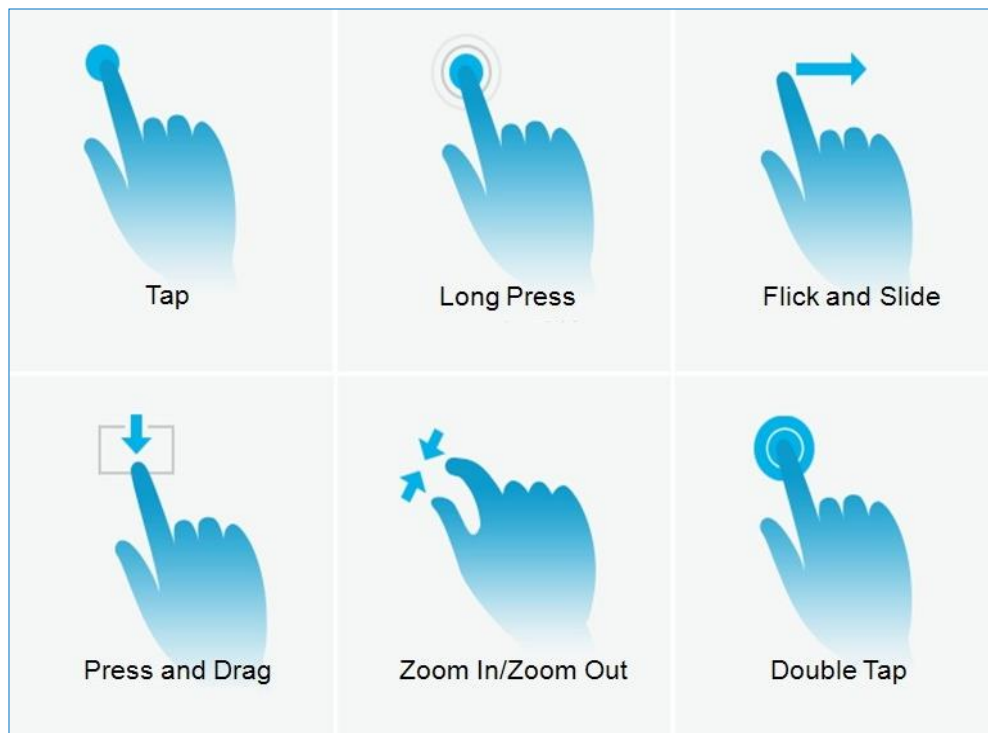 Tap
Long Press
Flick and Slide
Press and Drag
Zoom In/Zoom Out
Double Tap